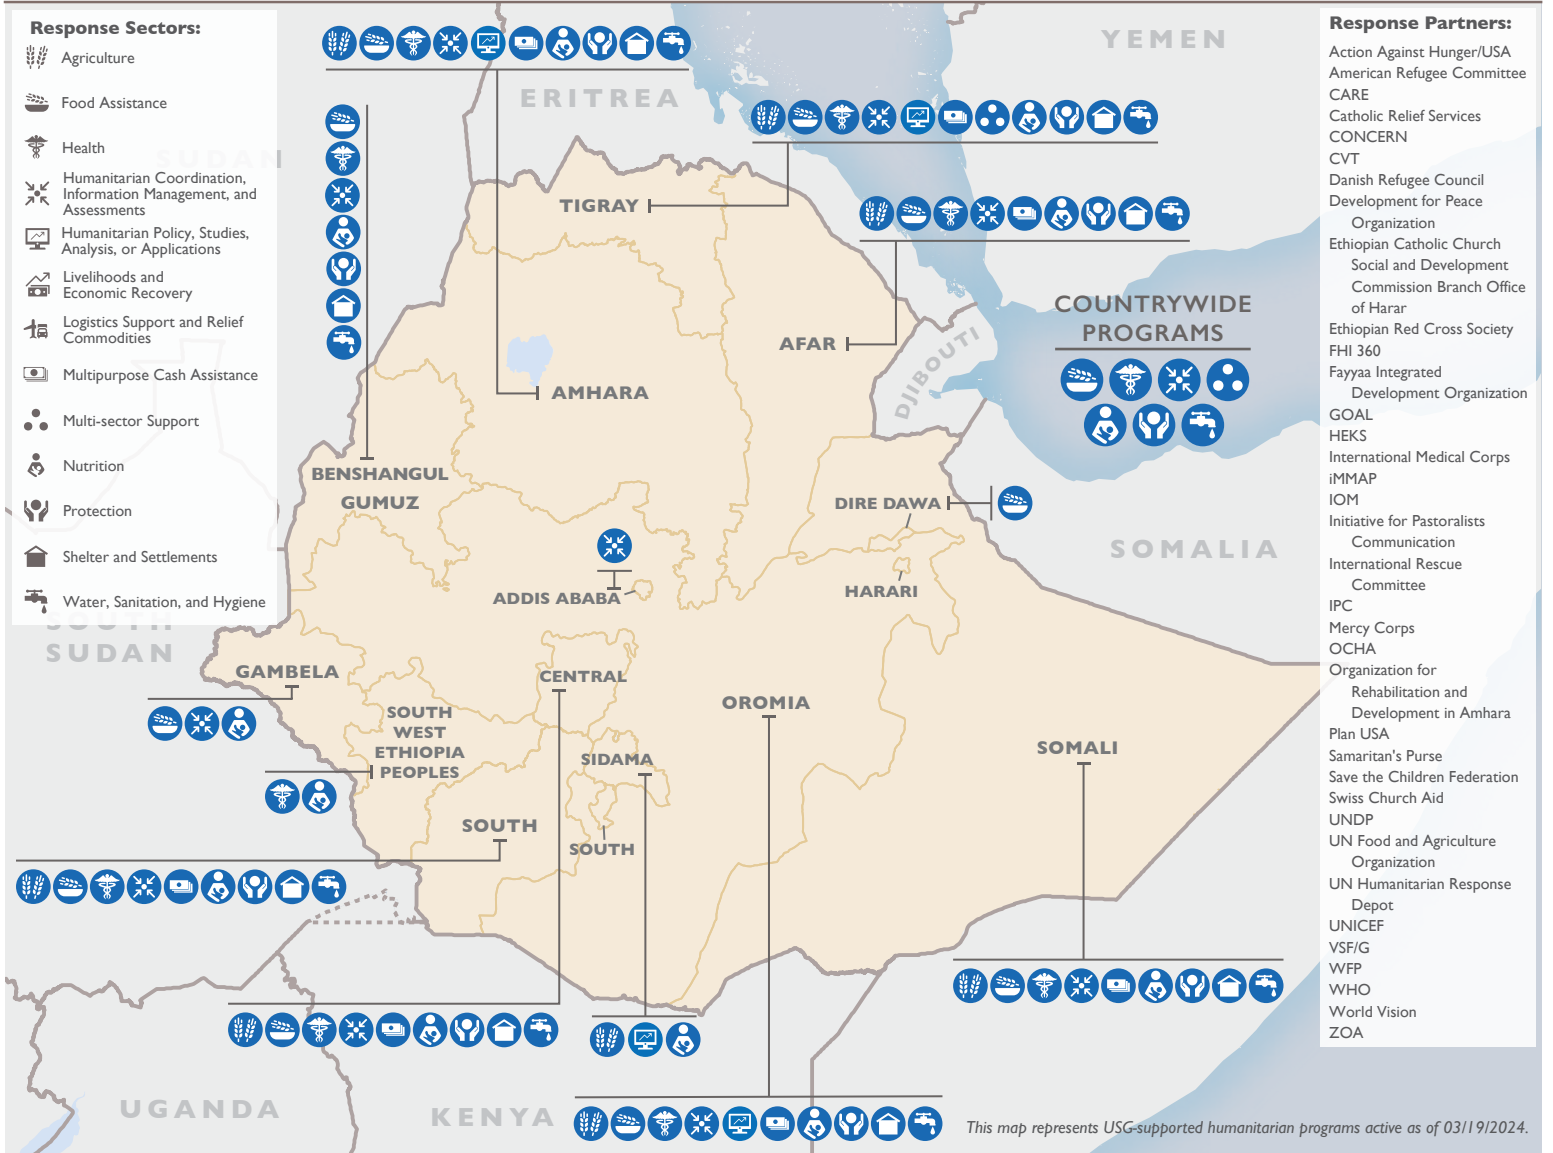 Response Sectors:
Agriculture
Food Assistance
Health
Humanitarian Coordination,
Information Management, and
Assessments
Humanitarian Policy, Studies,
Analysis, or Applications
Livelihoods and
Economic Recovery
Logistics Support and Relief
Commodities
Multipurpose Cash Assistance
Multi-sector Support
Nutrition
Protection
Shelter and Settlements
Water, Sanitation, and Hygiene
SUDAN
SOUTH
SUDAN
ERITREA
YEMEN
TIGRAY
AFAR
DJIBOUTI
COUNTRYWIDE
PROGRAMS
AMHARA
BENSHANGUL
GUMUZ
DIRE DAWA
SOMALIA
ADDIS ABABA
HARARI
GAMBELA
CENTRAL
OROMIA
SOUTH
WEST
ETHIOPIA
PEOPLES
SIDAMA
SOMALI
SOUTH
SOUTH
UGANDA
KENYA
Response Partners:
Action Against Hunger/USA
American Refugee Committee
CARE
Catholic Relief Services
CONCERN
CVT
Danish Refugee Council
Development for Peace
Organization
Ethiopian Catholic Church
Social and Development
Commission Branch Office
of Harar
Ethiopian Red Cross Society
FHI 360
Fayyaa Integrated
Development Organization
GOAL
HEKS
International Medical Corps
iMMAP
IOM
Initiative for Pastoralists
Communication
International Rescue
Committee
IPC
Mercy Corps
OCHA
Organization for
Rehabilitation and
Development in Amhara
Plan USA
Samaritan's Purse
Save the Children Federation
Swiss Church Aid
UNDP
UN Food and Agriculture
Organization
UN Humanitarian Response
Depot
UNICEF
VSF/G
WFP
WHO
World Vision
ZOA
This map represents USG-supported humanitarian programs active as of 03/19/2024.